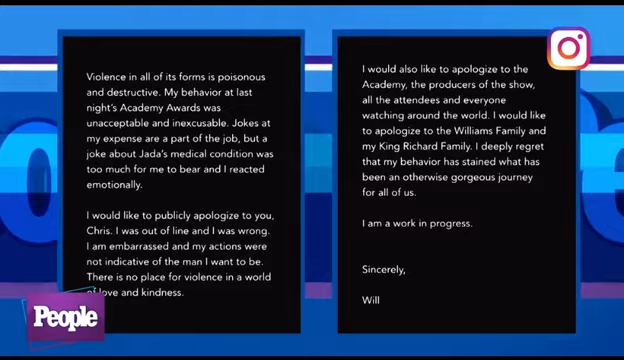 Violence in all of its forms is poisonous
and destructive. My behavior at last
night's Academy Awards was
unacceptable and inexcusable. Jokes at
my expense are a part of the job, but a
joke about Jada's medical condition was
too much for me to bear and I reacted
emotionally.
I would like to publicly apologize to you,
Chris. I was out of line and I was wrong.
I am embarrassed and my actions were
not indicative of the man I want to be.
There is no place for violence in a world
of love and kindness.
I would also like to apologize to the
Academy, the producers of the show,
all the attendees and everyone
watching around the world. I would like
to apologize to the Williams Family and
my King Richard Family. I deeply regret
that my behavior has stained what has
been an otherwise gorgeous journey
for all of us.
I am a work in progress.
Sincerely,
Will
People